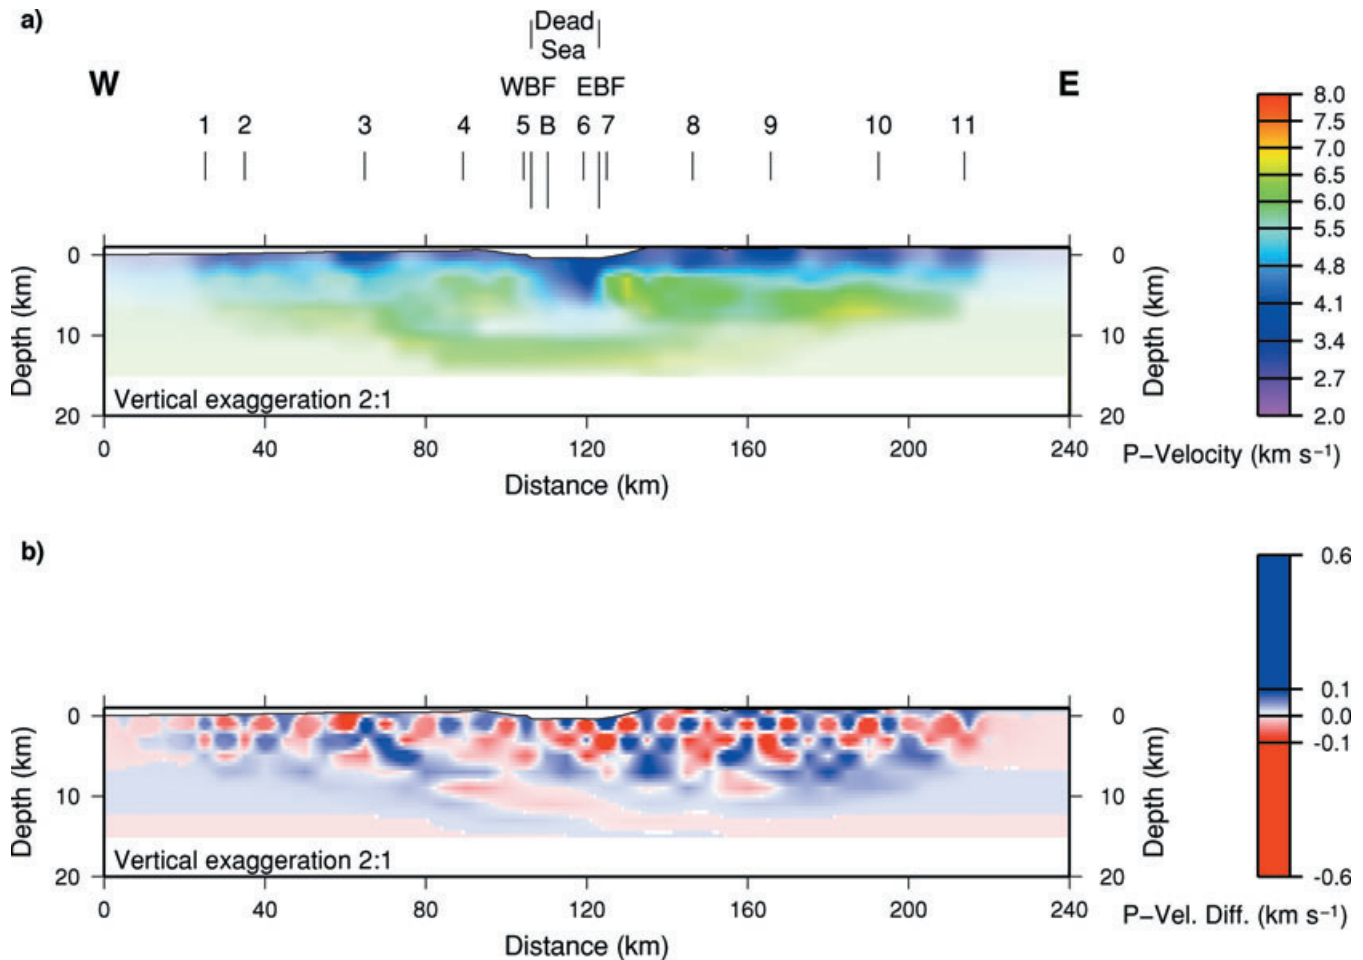 a)
Dead
Sea
W WBF EBF E
1 2 3 4 5 B 6 7 8 9 10 11
8.0
7.5
7.0
6.5
6.0
5.5
4.8
4.1
3.4
2.7
2.0
P−Velocity (km s⁻¹)
Depth (km)
0
10
20
Vertical exaggeration 2:1
0
10
20
Depth (km)
0 40 80 120 160 200 240
Distance (km)
b)
0.6
0.1
0.0
-0.1
-0.6
P−Vel. Diff. (km s⁻¹)
Depth (km)
0
10
20
Vertical exaggeration 2:1
0
10
20
Depth (km)
0 40 80 120 160 200 240
Distance (km)